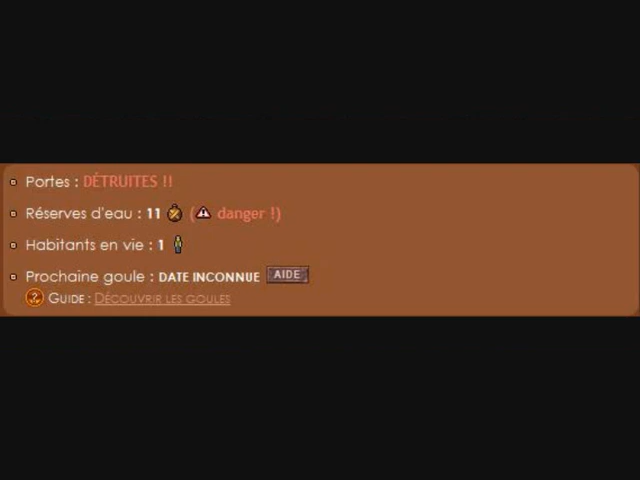 Portes : DÉTRUITES !!
Réserves d'eau : 11 ( danger !)
Habitants en vie : 1
Prochaine goule : DATE INCONNUE AIDE
GUIDE : DÉCOUVRIR LES GOULES